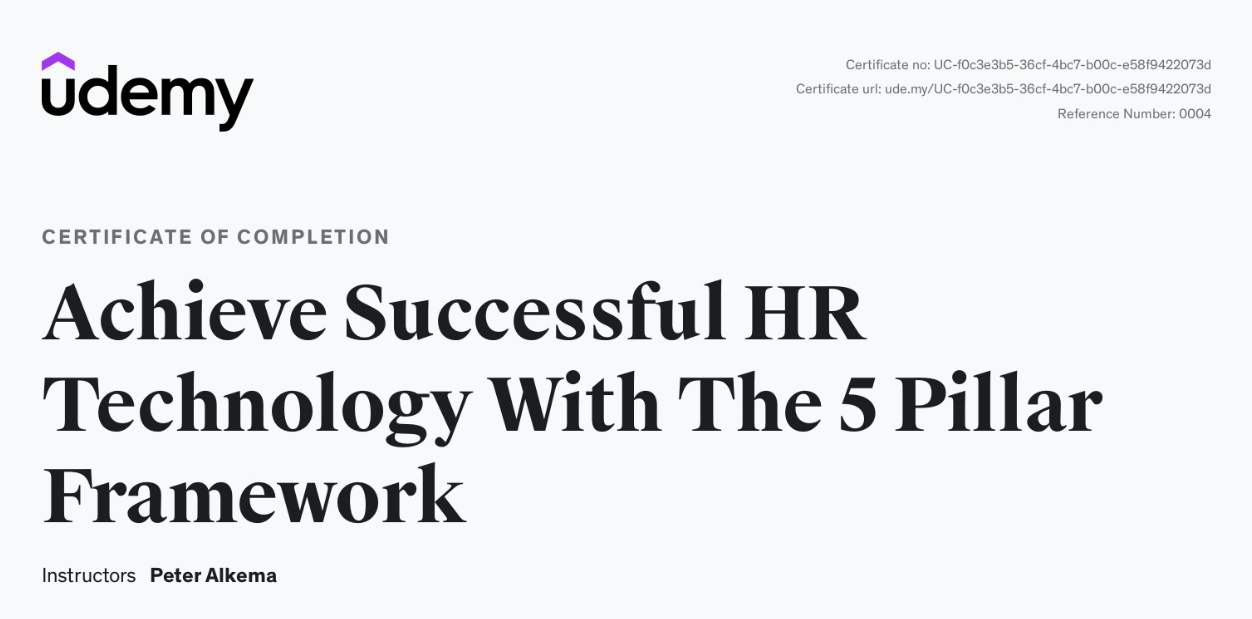 udemy
Certificate no: UC-f0c3e3b5-36cf-4bc7-b00c-e58f9422073d
Certificate url: ude.my/UC-f0c3e3b5-36cf-4bc7-b00c-e58f9422073d
Reference Number: 0004
CERTIFICATE OF COMPLETION
Achieve Successful HR
Technology With The 5 Pillar
Framework
Instructors Peter Alkema